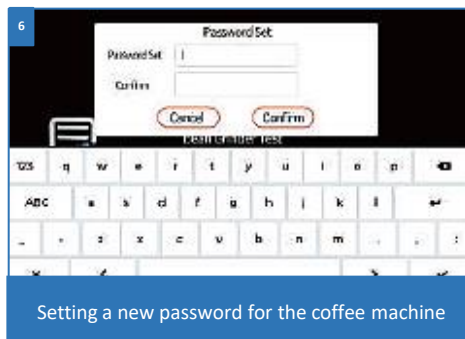 6
Password Set
Password Set
Confirm
Cancel Confirm
Bean Grinder Test
123 q w e r t y u i o p
ABC a s d f g h j k l
z x c v b n m
Setting a new password for the coffee machine